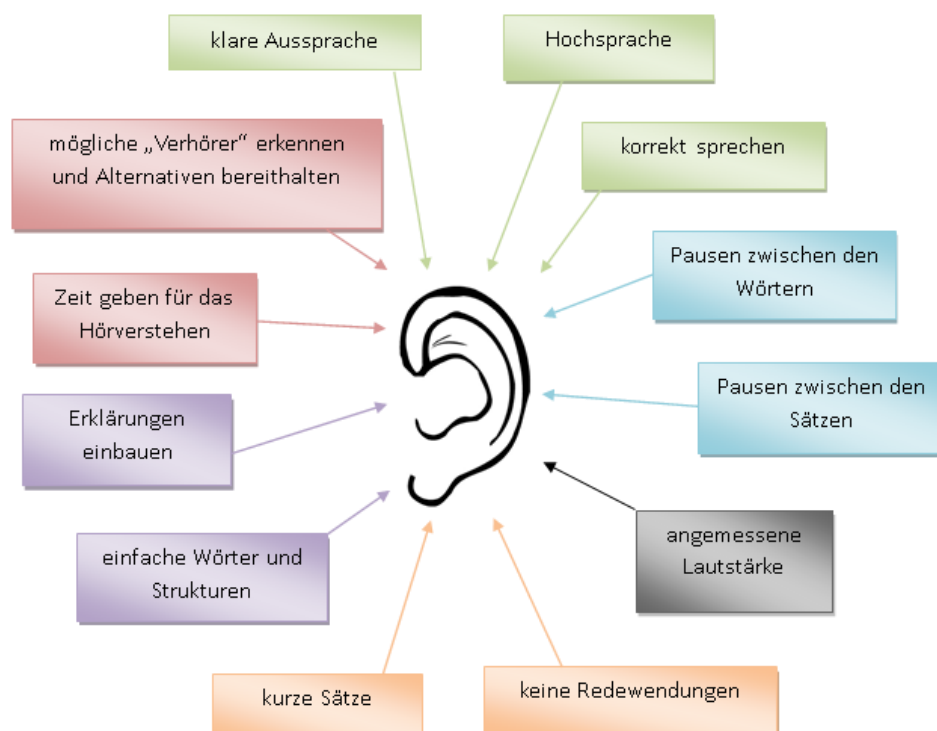 klare Aussprache
Hochsprache
mögliche „Verhörer“ erkennen
und Alternativen bereithalten
korrekt sprechen
Pausen zwischen den
Wörtern
Zeit geben für das
Hörverstehen
Pausen zwischen den
Sätzen
Erklärungen
einbauen
angemessene
Lautstärke
einfache Wörter und
Strukturen
kurze Sätze
keine Redewendungen